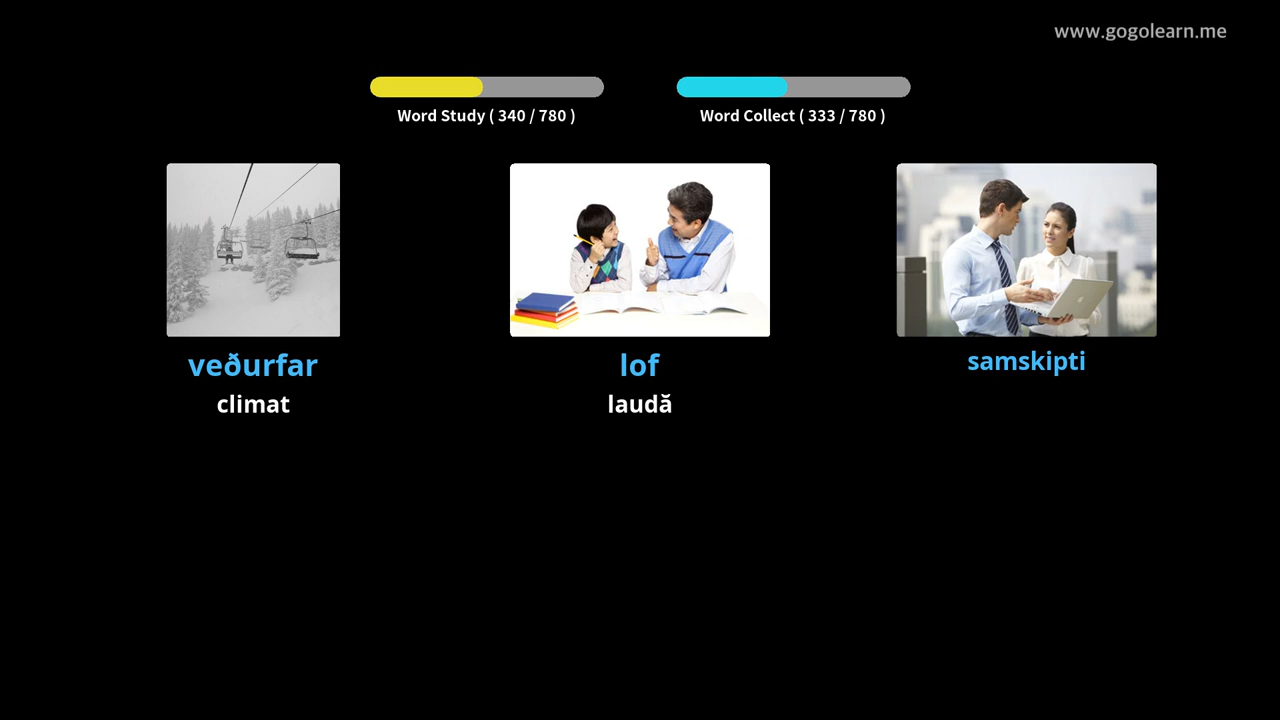 www.gogolearn.me
Word Study ( 340 / 780 )
Word Collect ( 333 / 780 )
veðurfar
climat
lof
laudă
samskipti